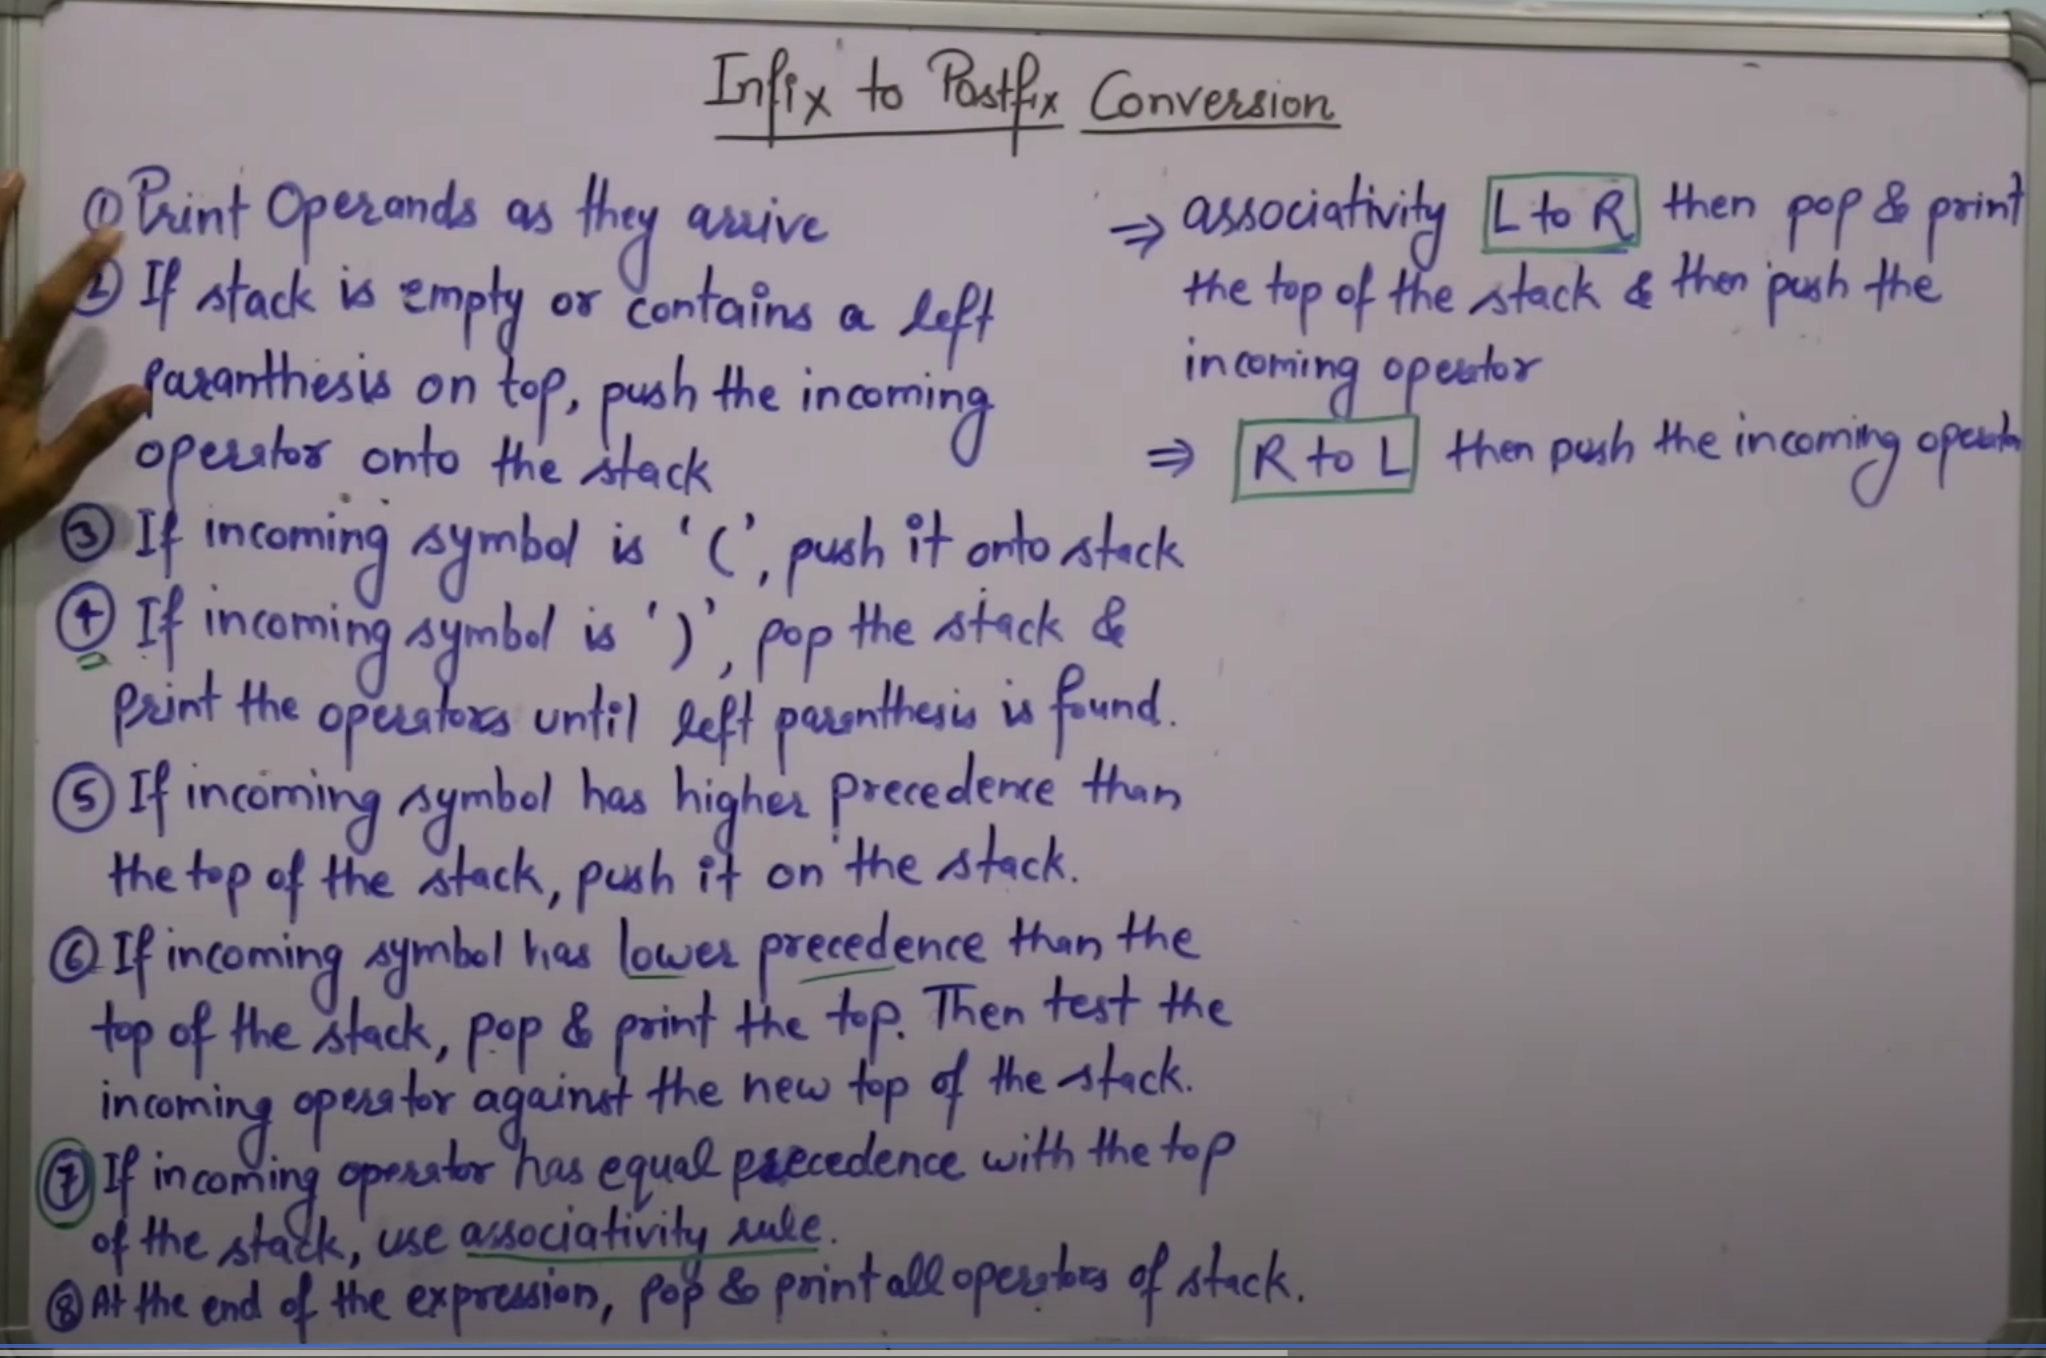 Infix to Postfix Conversion
① Print Operands as they arrive
② If stack is empty or contains a left
paranthesis on top, push the incoming
operator onto the stack
③ If incoming symbol is '(', push it onto stack
④ If incoming symbol is ')', pop the stack &
print the operators until left parenthesis is found.
⑤ If incoming symbol has higher precedence than
the top of the stack, push it on the stack.
⑥ If incoming symbol has lower precedence than the
top of the stack, pop & print the top. Then test the
incoming operator against the new top of the stack.
⑦ If incoming operator has equal precedence with the top
of the stack, use associativity rule.
⑧ At the end of the expression, pop & print all operators of stack.
⇒ associativity L to R then pop & print
the top of the stack & then push the
incoming operator
⇒ R to L then push the incoming operator